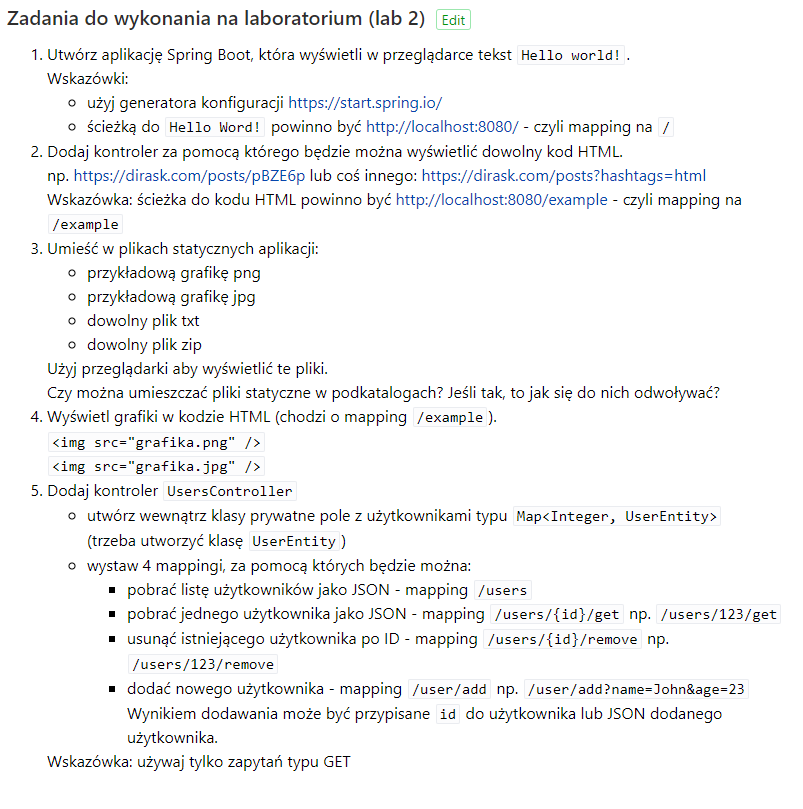 Zadania do wykonania na laboratorium (lab 2) Edit
1. Utwórz aplikację Spring Boot, która wyświetli w przeglądarce tekst Hello world! .
Wskazówki:
użyj generatora konfiguracji https://start.spring.io/
ścieżką do Hello Word! powinno być http://localhost:8080/ - czyli mapping na /
2. Dodaj kontroler za pomocą którego będzie można wyświetlić dowolny kod HTML.
np. https://dirask.com/posts/pBZE6p lub coś innego: https://dirask.com/posts?hashtags=html
Wskazówka: ścieżka do kodu HTML powinno być http://localhost:8080/example - czyli mapping na
/example
3. Umieść w plikach statycznych aplikacji:
przykładową grafikę png
przykładową grafikę jpg
dowolny plik txt
dowolny plik zip
Użyj przeglądarki aby wyświetlić te pliki.
Czy można umieszczać pliki statyczne w podkatalogach? Jeśli tak, to jak się do nich odwoływać?
4. Wyświetl grafiki w kodzie HTML (chodzi o mapping /example ).
<img src="grafika.png" />
<img src="grafika.jpg" />
5. Dodaj kontroler UsersController
utwórz wewnątrz klasy prywatne pole z użytkownikami typu Map<Integer, UserEntity>
(trzeba utworzyć klasę UserEntity )
wystaw 4 mappingi, za pomocą których będzie można:
pobrać listę użytkowników jako JSON - mapping /users
pobrać jednego użytkownika jako JSON - mapping /users/{id}/get np. /users/123/get
usunąć istniejącego użytkownika po ID - mapping /users/{id}/remove np.
/users/123/remove
dodać nowego użytkownika - mapping /user/add np. /user/add?name=John&age=23
Wynikiem dodawania może być przypisane id do użytkownika lub JSON dodanego
użytkownika.
Wskazówka: używaj tylko zapytań typu GET